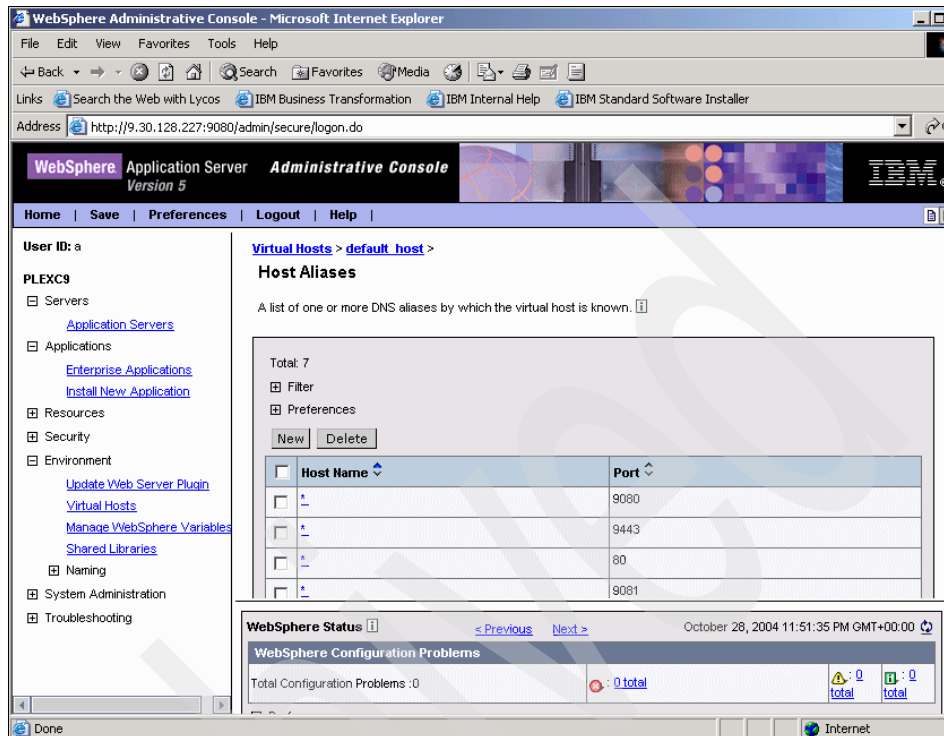 WebSphere Administrative Console - Microsoft Internet Explorer
File Edit View Favorites Tools Help
Back Search Favorites Media
Links Search the Web with Lycos IBM Business Transformation IBM Internal Help IBM Standard Software Installer
Address http://9.30.128.227:9080/admin/secure/logon.do
WebSphere Application Server Administrative Console
Version 5
IBM
Home | Save | Preferences | Logout | Help |
User ID: a
PLEXC9
Servers
Application Servers
Applications
Enterprise Applications
Install New Application
Resources
Security
Environment
Update Web Server Plugin
Virtual Hosts
Manage WebSphere Variables
Shared Libraries
Naming
System Administration
Troubleshooting
Virtual Hosts > default_host >
Host Aliases
A list of one or more DNS aliases by which the virtual host is known. i
Total: 7
Filter
Preferences
New Delete
Host Name Port
* 9080
* 9443
* 80
* 9081
WebSphere Status i < Previous Next > October 28, 2004 11:51:35 PM GMT+00:00
WebSphere Configuration Problems
Total Configuration Problems :0 : 0 total : 0 total : 0 total
Done Internet